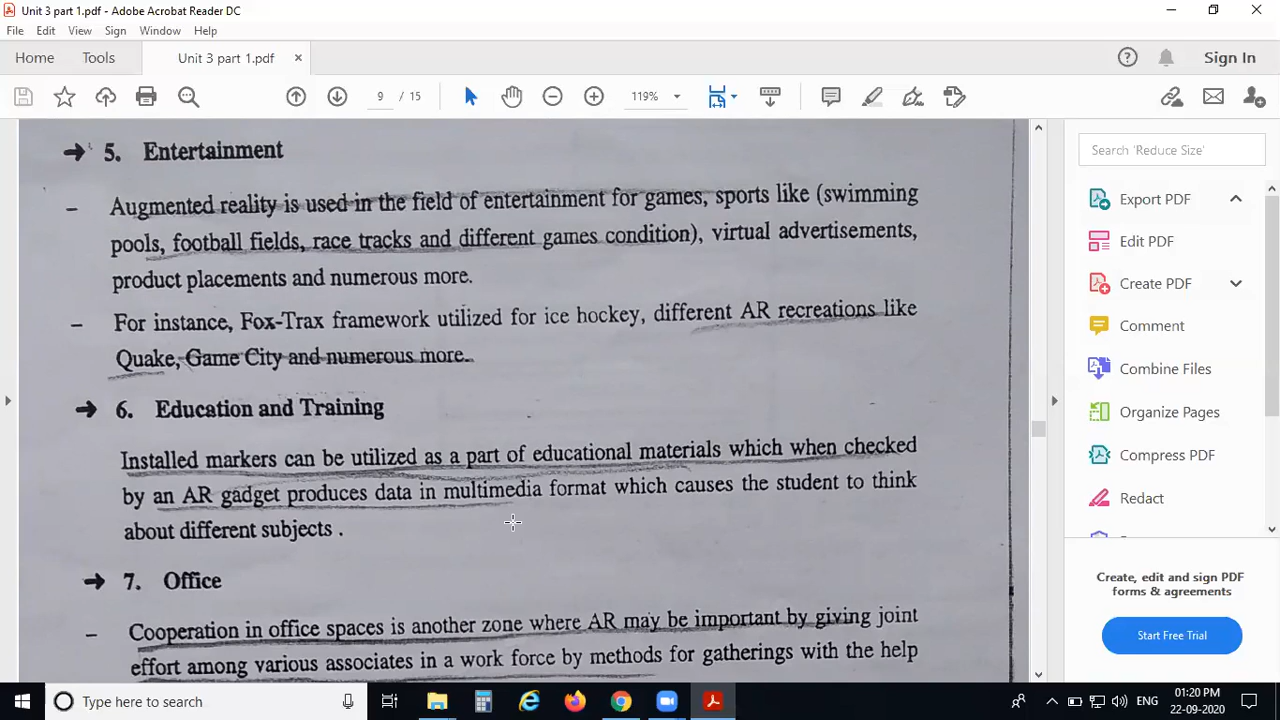 Unit 3 part 1.pdf - Adobe Acrobat Reader DC
File Edit View Sign Window Help
Home Tools Unit 3 part 1.pdf × Sign In
9 / 15 119%
→ 5. Entertainment
– Augmented reality is used in the field of entertainment for games, sports like (swimming
pools, football fields, race tracks and different games condition), virtual advertisements,
product placements and numerous more.
– For instance, Fox-Trax framework utilized for ice hockey, different AR recreations like
Quake, Game City and numerous more.
→ 6. Education and Training
Installed markers can be utilized as a part of educational materials which when checked
by an AR gadget produces data in multimedia format which causes the student to think
about different subjects .
→ 7. Office
– Cooperation in office spaces is another zone where AR may be important by giving joint
effort among various associates in a work force by methods for gatherings with the help
Search 'Reduce Size'
Export PDF
Edit PDF
Create PDF
Comment
Combine Files
Organize Pages
Compress PDF
Redact
Create, edit and sign PDF
forms & agreements
Start Free Trial
Type here to search
ENG
01:20 PM
22-09-2020